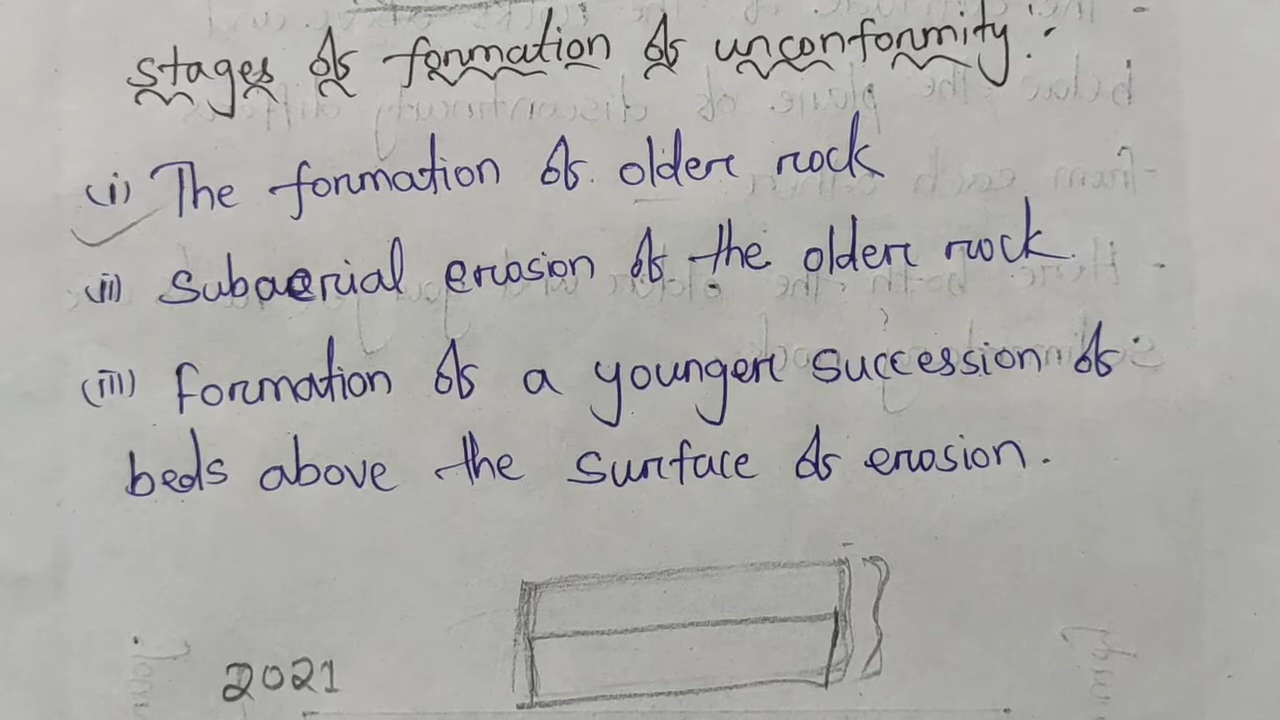 stages of formation of unconformity:-
(i) The formation of older rock
(ii) Subaerial erosion of the older rock.
(iii) Formation of a younger succession of
beds above the surface of erosion.
2021